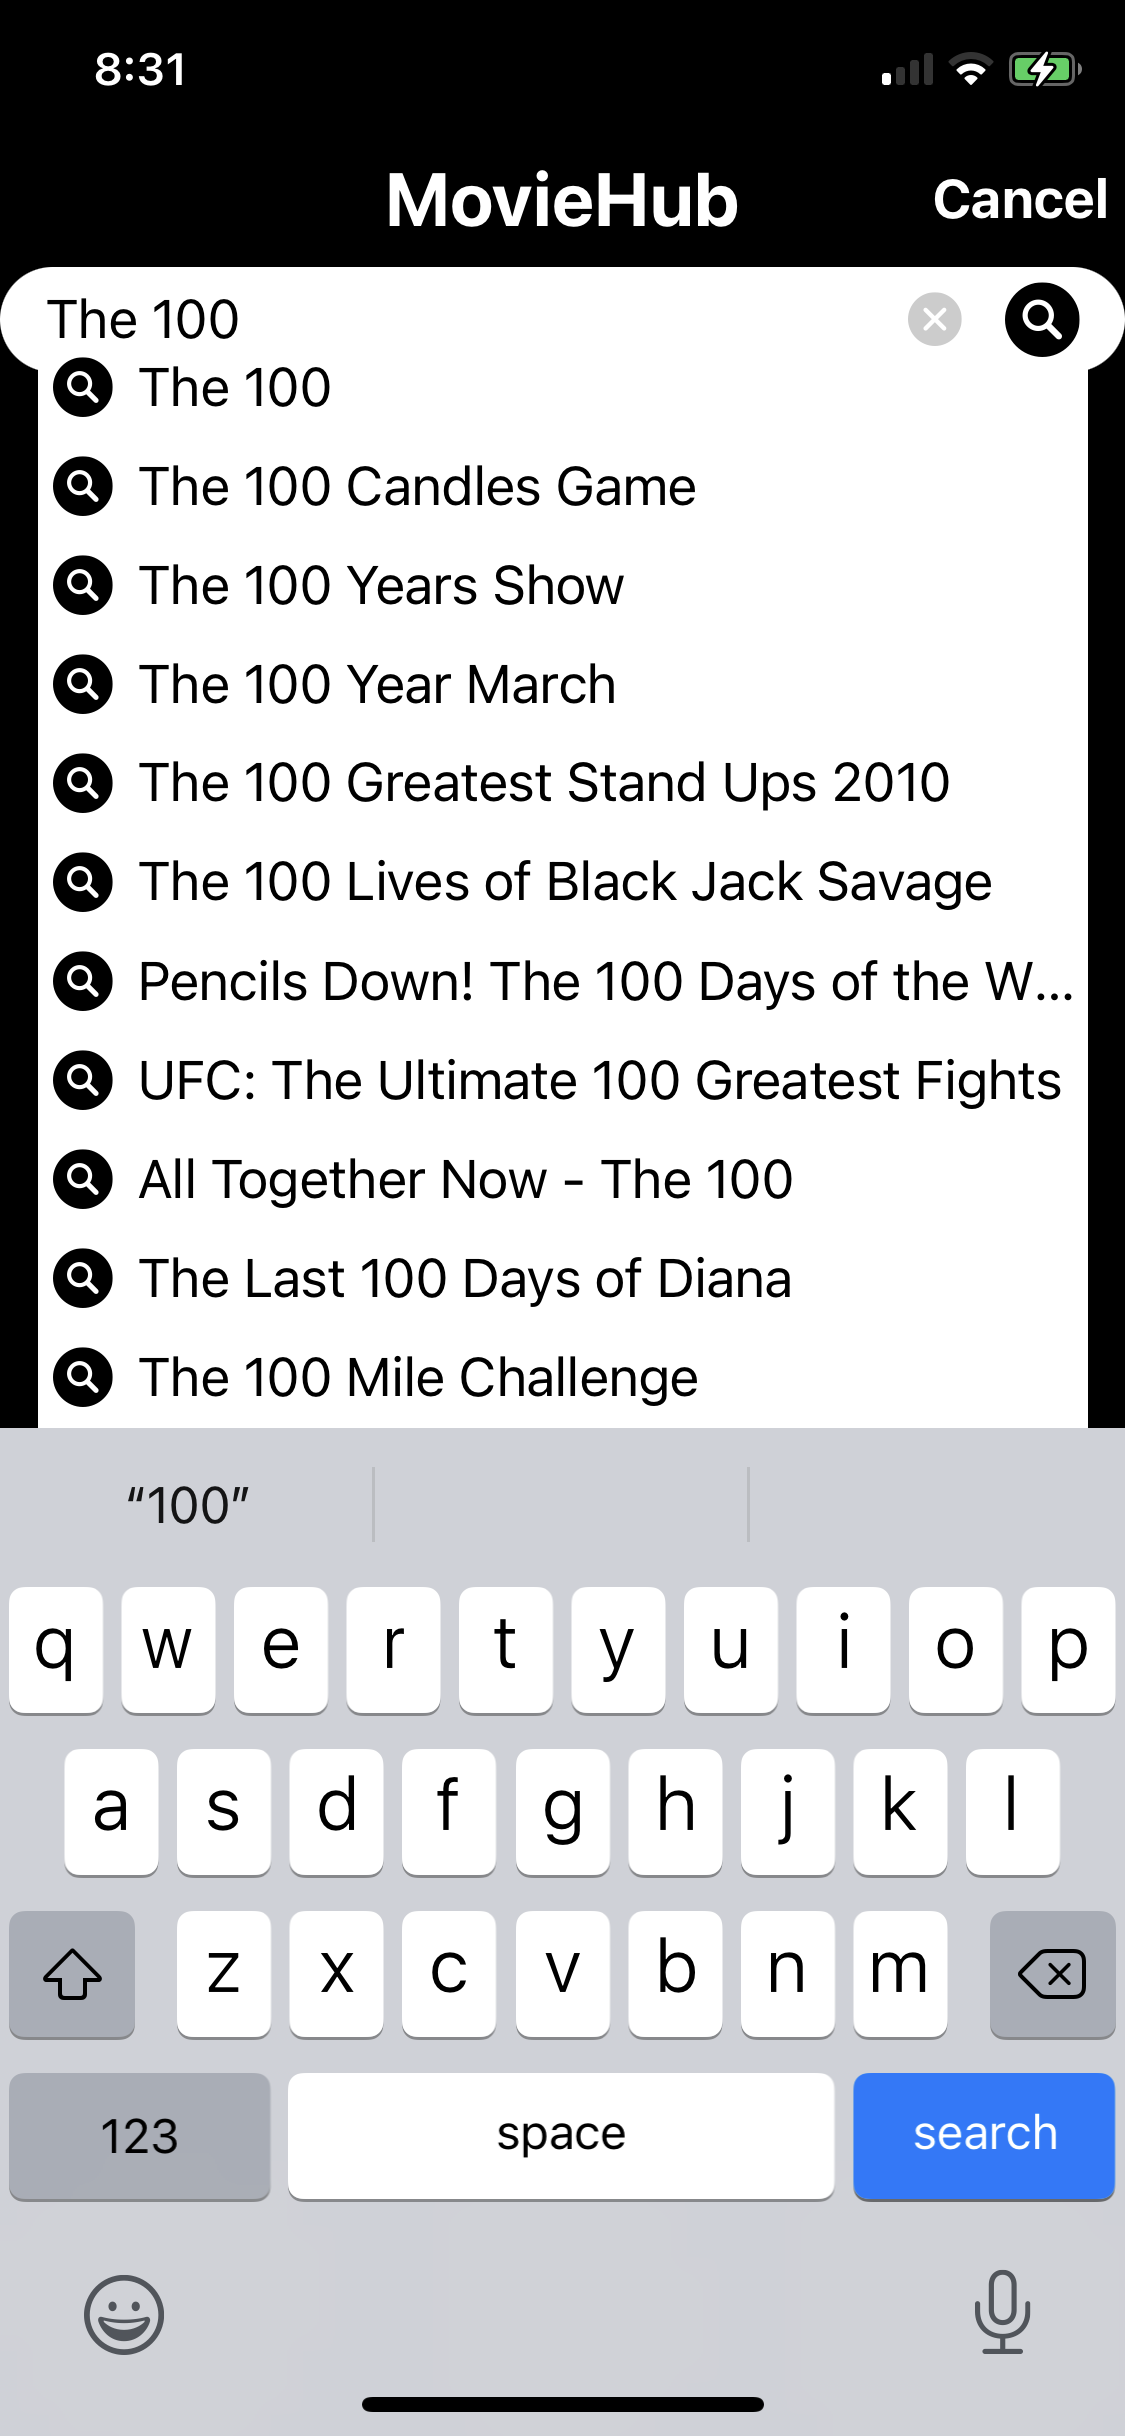 8:31
MovieHub
Cancel
The 100
The 100
The 100 Candles Game
The 100 Years Show
The 100 Year March
The 100 Greatest Stand Ups 2010
The 100 Lives of Black Jack Savage
Pencils Down! The 100 Days of the W...
UFC: The Ultimate 100 Greatest Fights
All Together Now - The 100
The Last 100 Days of Diana
The 100 Mile Challenge
“100”
q w e r t y u i o p
a s d f g h j k l
z x c v b n m
123 space search